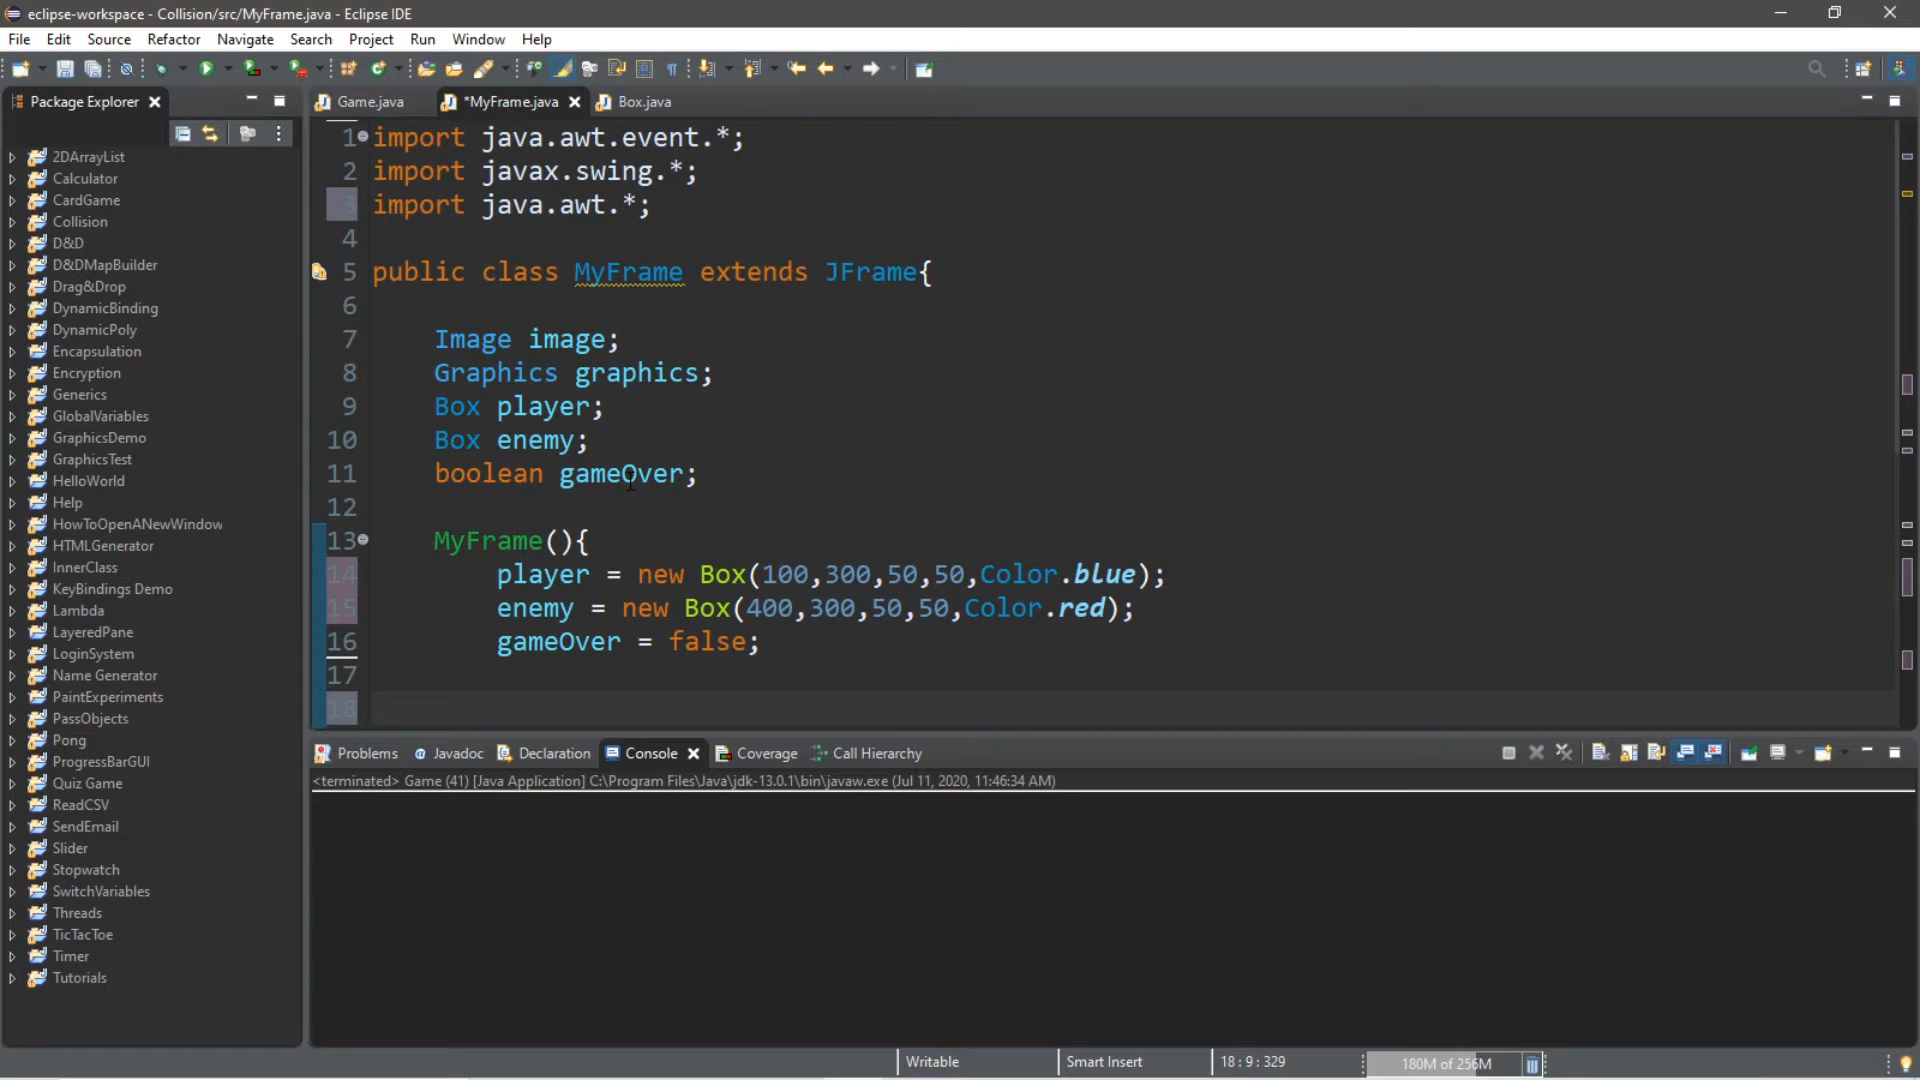 eclipse-workspace - Collision/src/MyFrame.java - Eclipse IDE
File Edit Source Refactor Navigate Search Project Run Window Help
Package Explorer
2DArrayList
Calculator
CardGame
Collision
D&D
D&DMapBuilder
Drag&Drop
DynamicBinding
DynamicPoly
Encapsulation
Encryption
Generics
GlobalVariables
GraphicsDemo
GraphicsTest
HelloWorld
Help
HowToOpenANewWindow
HTMLGenerator
InnerClass
KeyBindings Demo
Lambda
LayeredPane
LoginSystem
Name Generator
PaintExperiments
PassObjects
Pong
ProgressBarGUI
Quiz Game
ReadCSV
SendEmail
Slider
Stopwatch
SwitchVariables
Threads
TicTacToe
Timer
Tutorials
Game.java *MyFrame.java Box.java
1 import java.awt.event.*;
2 import javax.swing.*;
3 import java.awt.*;
4
5 public class MyFrame extends JFrame{
6
7 Image image;
8 Graphics graphics;
9 Box player;
10 Box enemy;
11 boolean gameOver;
12
13 MyFrame(){
14 player = new Box(100,300,50,50,Color.blue);
15 enemy = new Box(400,300,50,50,Color.red);
16 gameOver = false;
17
18
Problems @ Javadoc Declaration Console Coverage Call Hierarchy
<terminated> Game (41) [Java Application] C:\Program Files\Java\jdk-13.0.1\bin\javaw.exe (Jul 11, 2020, 11:46:34 AM)
Writable Smart Insert 18 : 9 : 329 180M of 256M